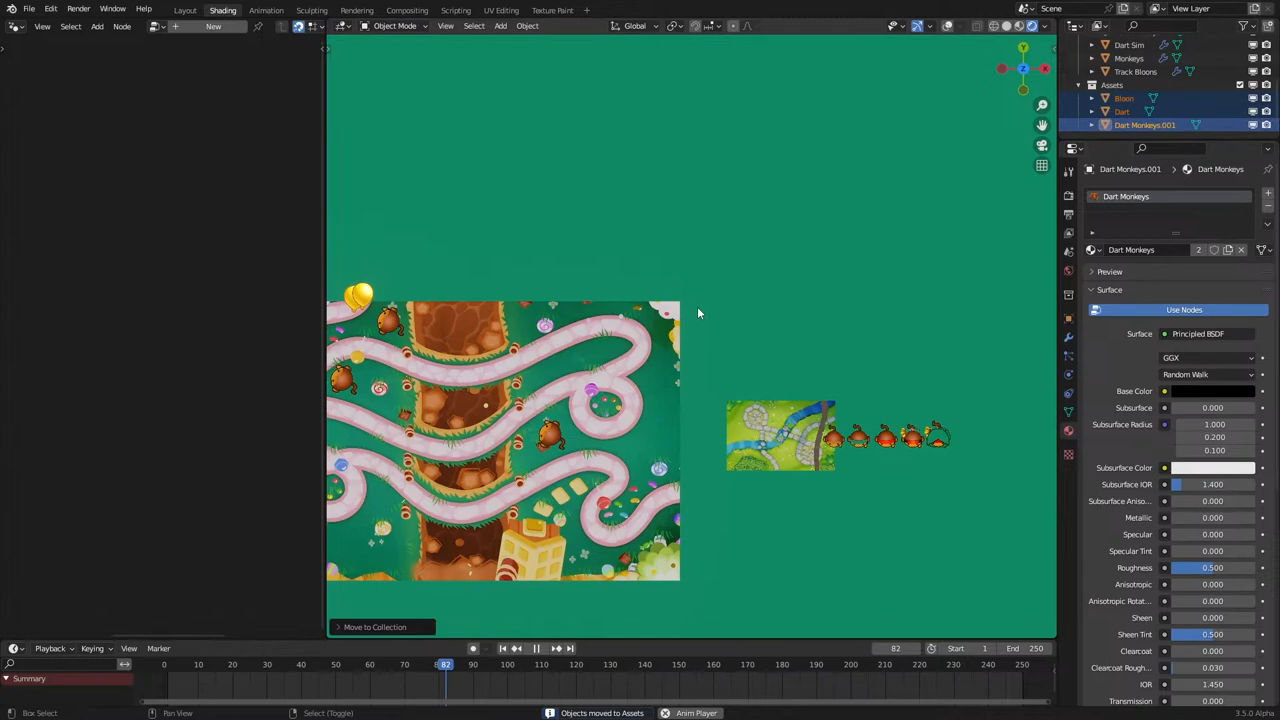 File Edit Render Window Help Layout Shading Animation Sculpting Rendering Compositing Scripting UV Editing Texture Paint Scene View Layer
View Select Add Node New Object Mode View Select Add Object Global
Dart Sim
Monkeys
Track Bloons
Assets
Bloon
Dart
Dart Monkeys.001
Dart Monkeys.001 Dart Monkeys
Dart Monkeys
Dart Monkeys 2
Preview
Surface
Use Nodes
Surface Principled BSDF
GGX
Random Walk
Base Color
Subsurface 0.000
Subsurface Radius 1.000
0.200
0.100
Subsurface Color
Subsurface IOR 1.400
Subsurface Aniso... 0.000
Metallic 0.000
Specular 0.000
Specular Tint 0.000
Roughness 0.500
Anisotropic 0.000
Anisotropic Rotat... 0.000
Sheen 0.000
Sheen Tint 0.500
Clearcoat 0.000
Clearcoat Rough... 0.030
IOR 1.450
Transmission 0.000
X
Y
Z
Move to Collection
Playback Keying View Marker 82 Start 1 End 250
0 10 20 30 40 50 60 70 82 90 100 110 120 130 140 150 160 170 180 190 200 210 220 230 240 250
Summary
Box Select Pan View Select (Toggle) Objects moved to Assets Anim Player 3.5.0 Alpha